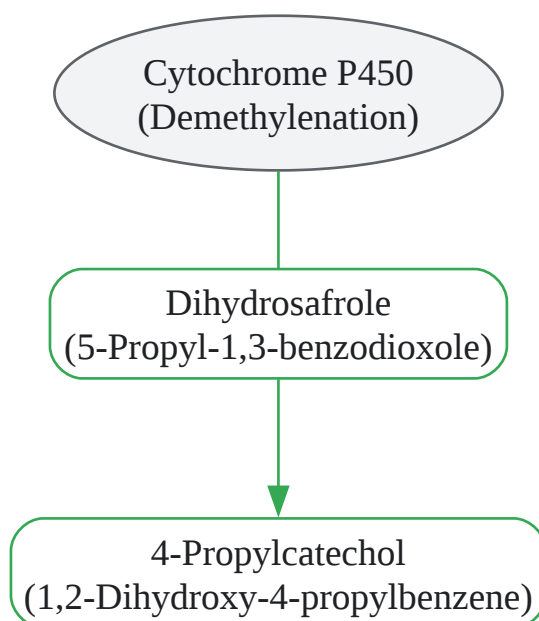 Cytochrome P450
(Demethylenation)
Dihydrosafrole
(5-Propyl-1,3-benzodioxole)
4-Propylcatechol
(1,2-Dihydroxy-4-propylbenzene)